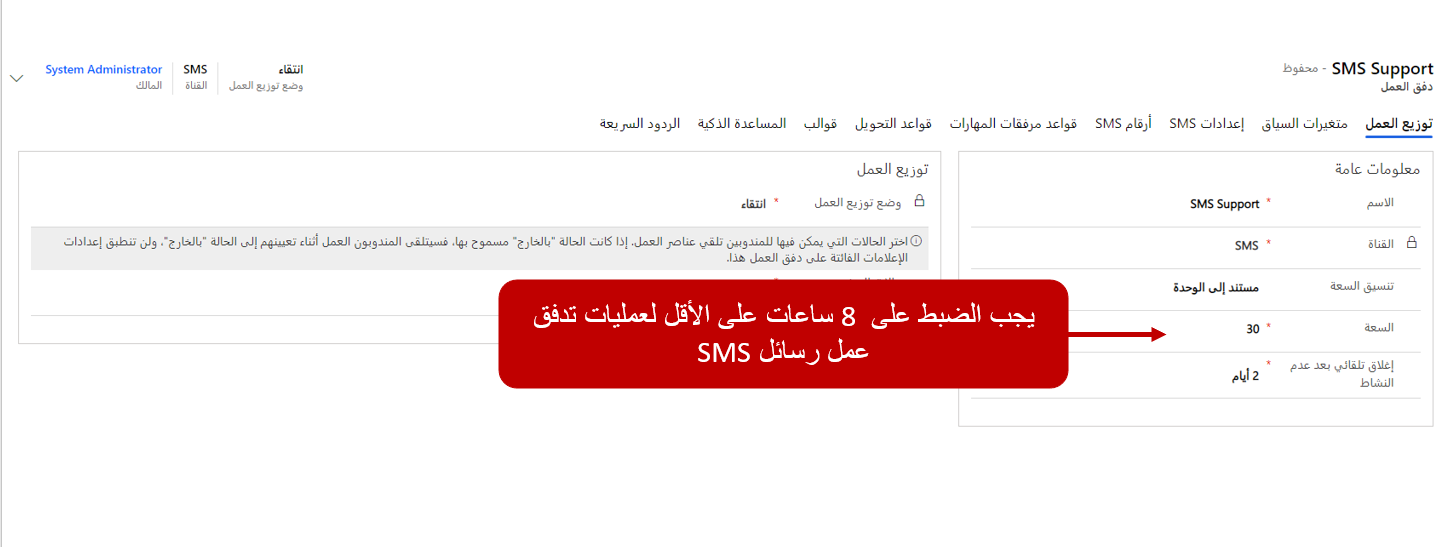 SMS Support - محفوظ
دفق العمل
انتقاء
وضع توزيع العمل
SMS
القناة
System Administrator
المالك
توزيع العمل متغيرات السياق إعدادات SMS أرقام SMS قواعد مرفقات المهارات قواعد التحويل قوالب المساعدة الذكية الردود السريعة
معلومات عامة
الاسم * SMS Support
القناة * SMS
تنسيق السعة مستند إلى الوحدة
السعة * 30
إغلاق تلقائي بعد عدم النشاط * 2 أيام
توزيع العمل
وضع توزيع العمل * انتقاء
اختر الحالات التي يمكن فيها للمندوبين تلقي عناصر العمل. إذا كانت الحالة "بالخارج" مسموح بها، فسيتلقى المندوبون العمل أثناء تعيينهم إلى الحالة "بالخارج"، ولن تنطبق إعدادات
الإعلامات الفائتة على دفق العمل هذا.
يجب الضبط على 8 ساعات على الأقل لعمليات تدفق
عمل رسائل SMS